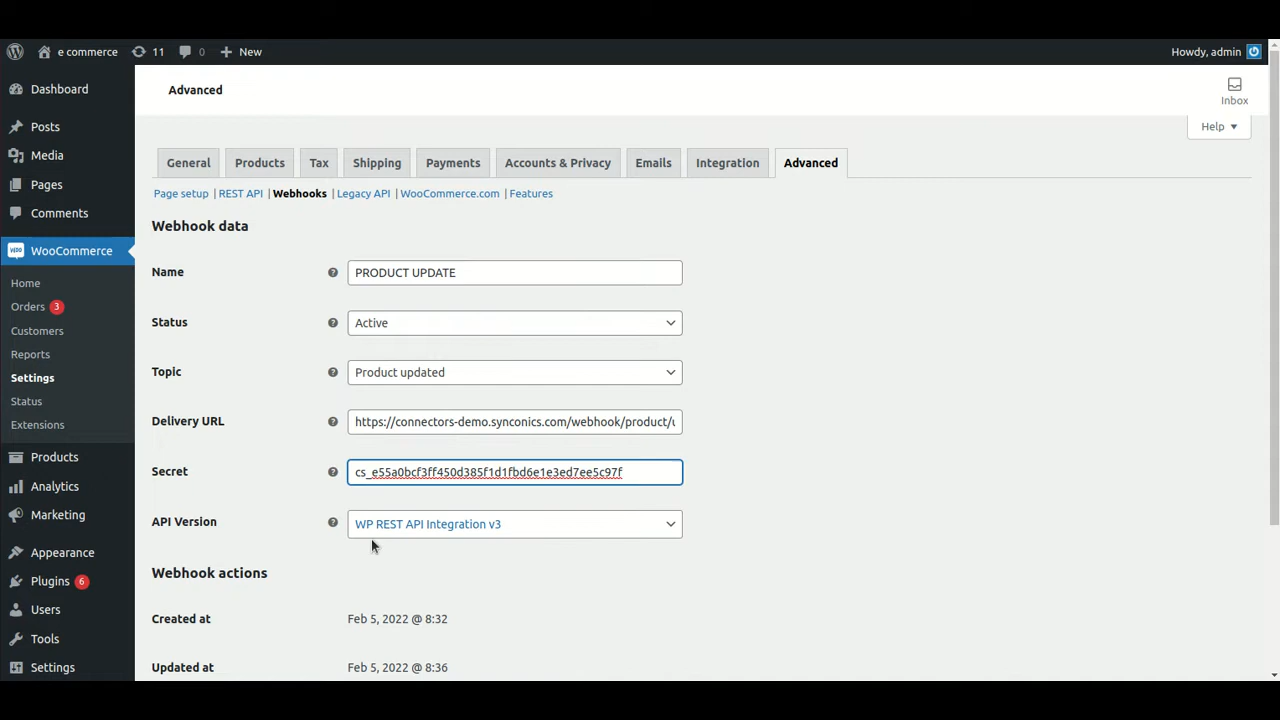 e commerce 11 0 New Howdy, admin
Dashboard
Posts
Media
Pages
Comments
WooCommerce
Home
Orders 3
Customers
Reports
Settings
Status
Extensions
Products
Analytics
Marketing
Appearance
Plugins 6
Users
Tools
Settings
Advanced
Inbox
Help
General Products Tax Shipping Payments Accounts & Privacy Emails Integration Advanced
Page setup | REST API | Webhooks | Legacy API | WooCommerce.com | Features
Webhook data
Name PRODUCT UPDATE
Status Active
Topic Product updated
Delivery URL https://connectors-demo.synconics.com/webhook/product/u
Secret cs_e55a0bcf3ff450d385f1d1fbd6e1e3ed7ee5c97f
API Version WP REST API Integration v3
Webhook actions
Created at Feb 5, 2022 @ 8:32
Updated at Feb 5, 2022 @ 8:36